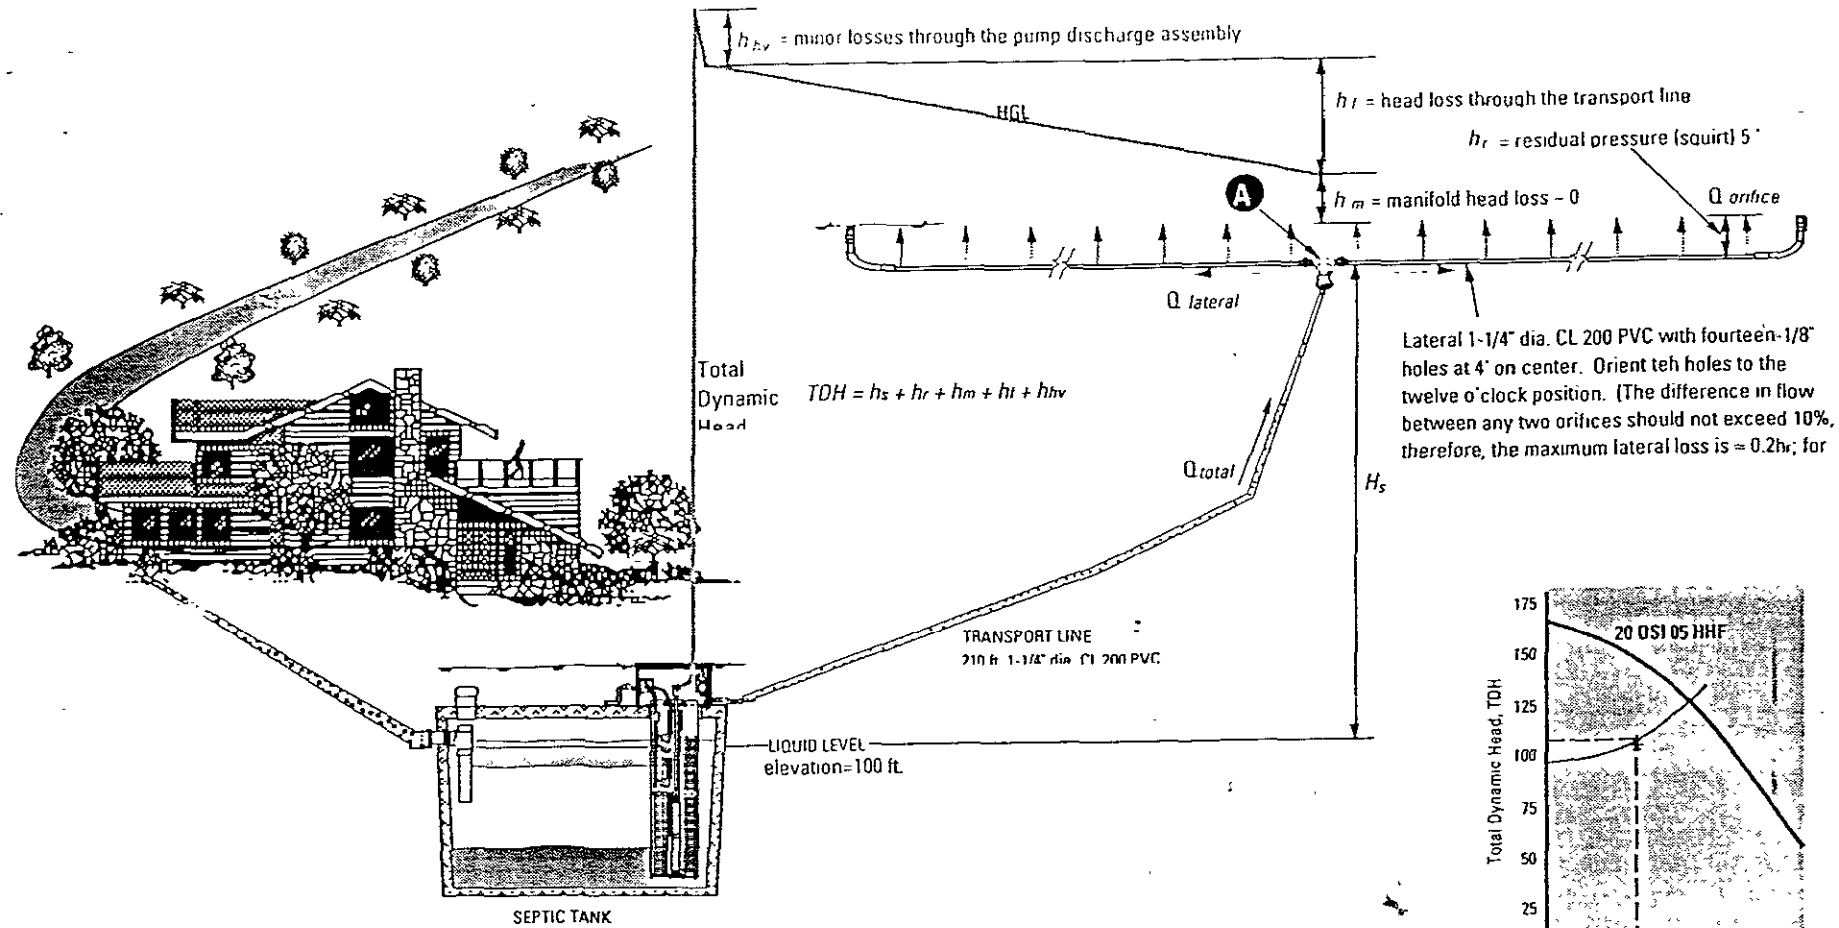 h hv = minor losses through the pump discharge assembly
HGL
h f = head loss through the transport line
h r = residual pressure (squirt) 5'
A
h m = manifold head loss ~ 0
Q orifice
Q lateral
Lateral 1-1/4" dia. CL 200 PVC with fourteen-1/8"
holes at 4' on center. Orient teh holes to the
twelve o'clock position. (The difference in flow
between any two orifices should not exceed 10%,
therefore, the maximum lateral loss is = 0.2hr; for
Total
Dynamic
Head
TDH = hs + hr + hm + hf + hhv
Q total
Hs
TRANSPORT LINE
210 ft. 1-1/4" dia. CL 200 PVC
LIQUID LEVEL
elevation=100 ft.
SEPTIC TANK
20 OSI 05 HHF
Total Dynamic Head, TDH
175
150
125
100
75
50
25